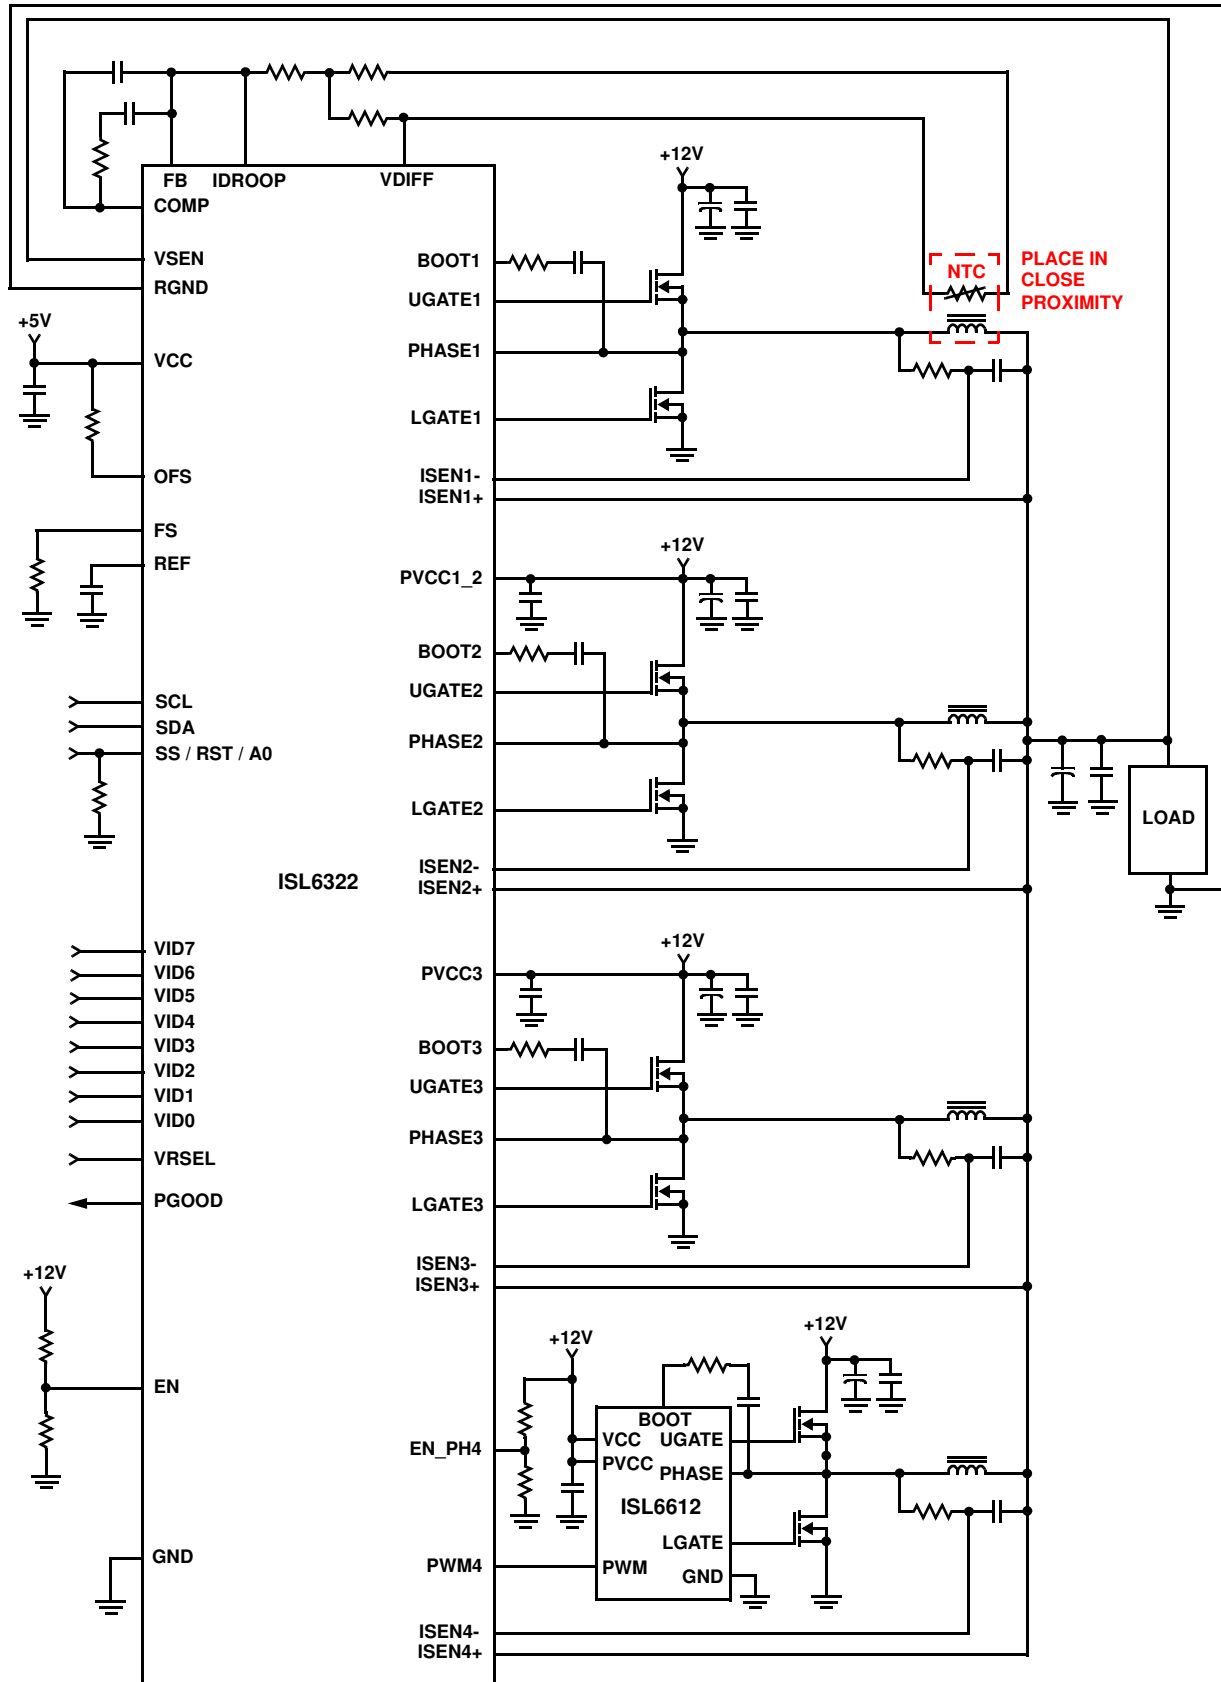 +12V
FB IDROOP VDIFF
COMP
VSEN
RGND
+5V
VCC
OFS
FS
REF
SCL
SDA
SS / RST / A0
ISL6322
VID7
VID6
VID5
VID4
VID3
VID2
VID1
VID0
VRSEL
PGOOD
+12V
EN
GND
BOOT1
UGATE1
PHASE1
LGATE1
ISEN1-
ISEN1+
NTC
PLACE IN
CLOSE
PROXIMITY
+12V
PVCC1_2
BOOT2
UGATE2
PHASE2
LGATE2
ISEN2-
ISEN2+
LOAD
+12V
PVCC3
BOOT3
UGATE3
PHASE3
LGATE3
ISEN3-
ISEN3+
+12V
+12V
EN_PH4
BOOT
VCC
UGATE
PVCC
PHASE
ISL6612
LGATE
PWM4
PWM
GND
ISEN4-
ISEN4+